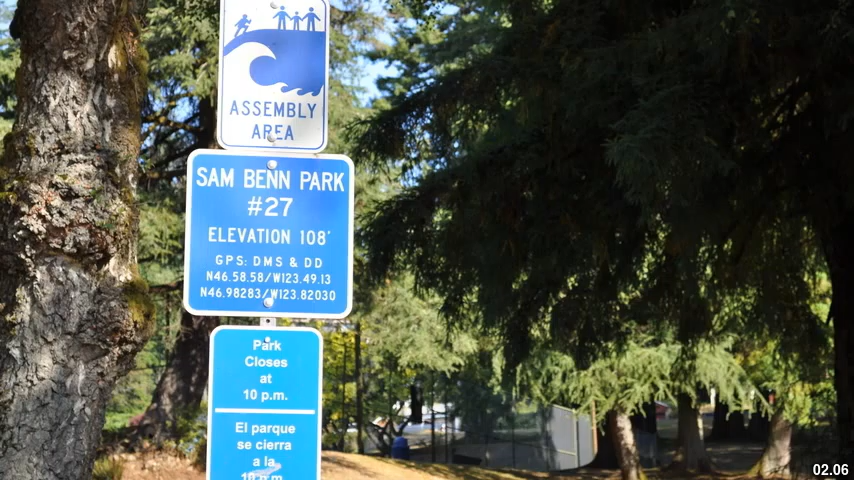 ASSEMBLY
AREA
SAM BENN PARK
#27
ELEVATION 108'
GPS: DMS & DD
N46.58.58/W123.49.13
N46.98283/W123.82030
Park
Closes
at
10 p.m.
El parque
se cierra
a la
10 p.m.
02.06